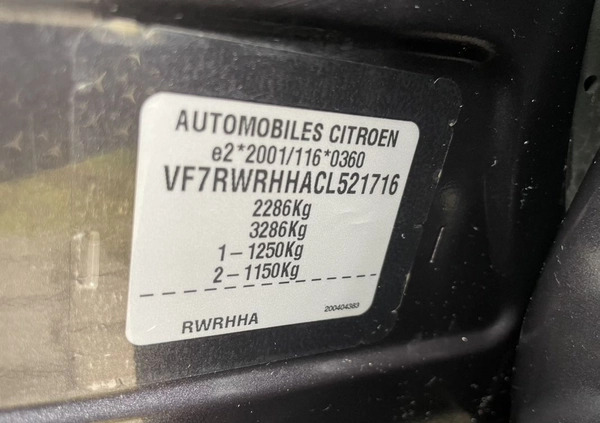 AUTOMOBILES CITROEN
e2*2001/116*0360
VF7RWRHHACL521716
2286Kg
3286Kg
1-1250Kg
2-1150Kg
RWRHHA
200404383